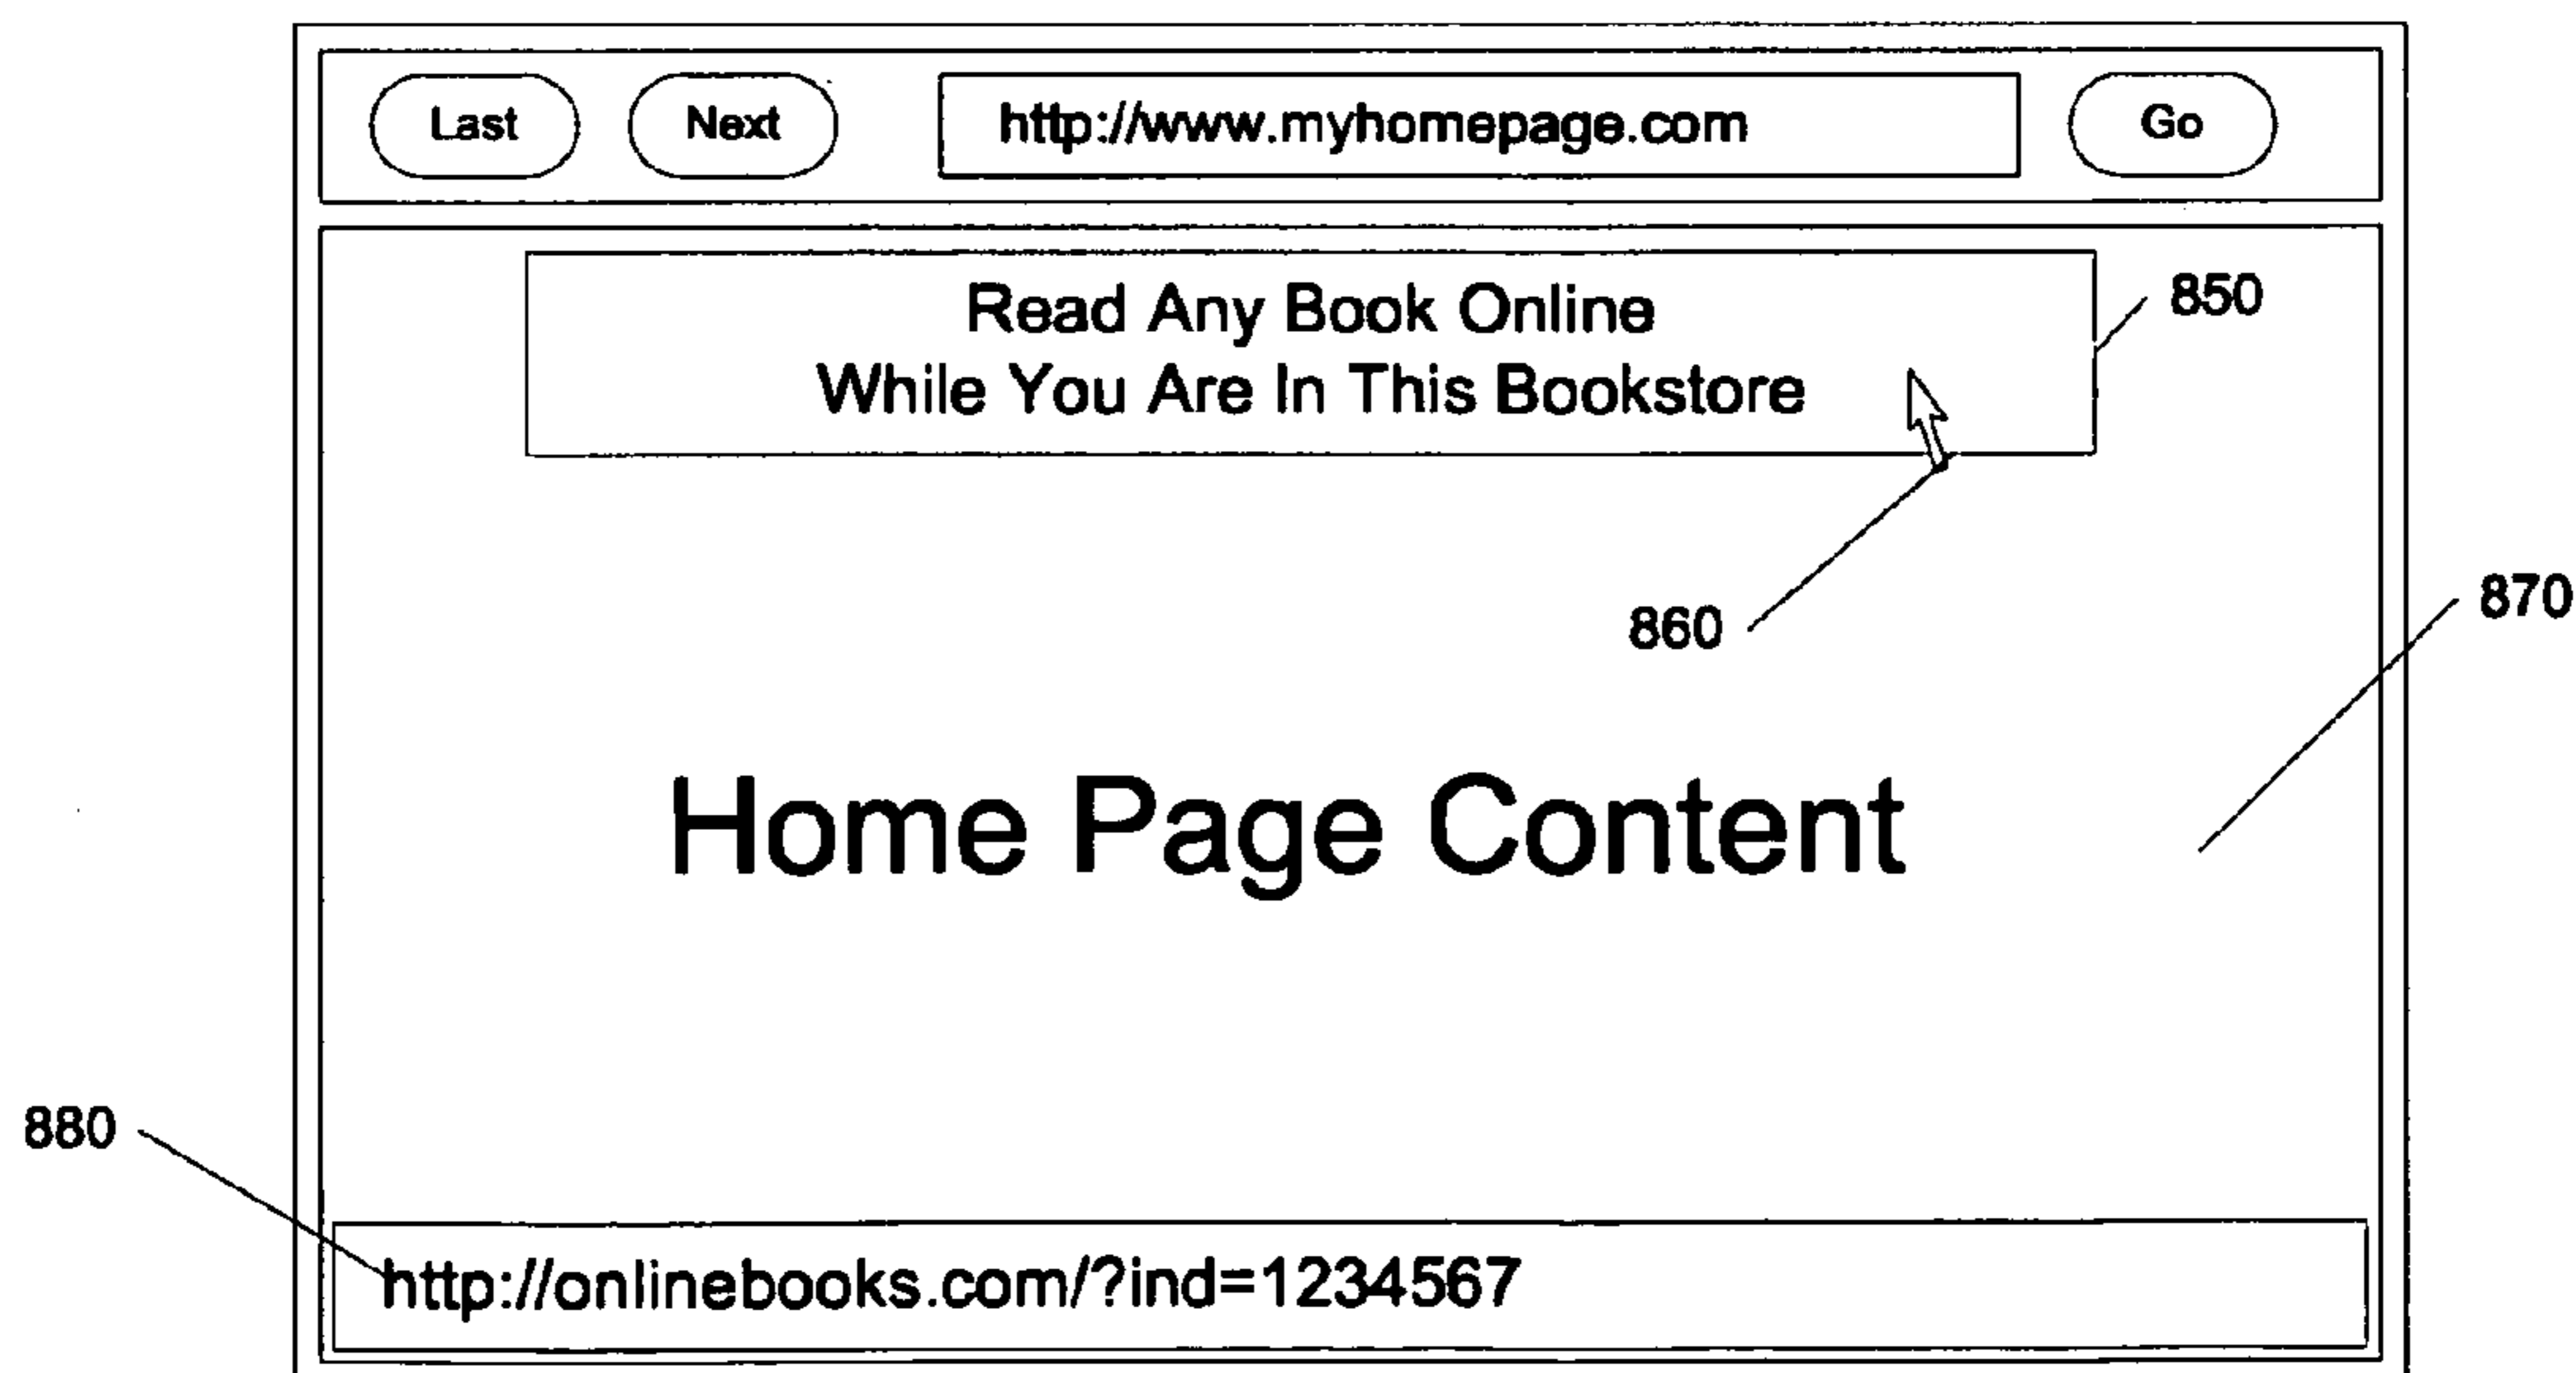 Last Next http://www.myhomepage.com Go
Read Any Book Online
850
While You Are In This Bookstore
860
870
Home Page Content
880
http://onlinebooks.com/?ind=1234567